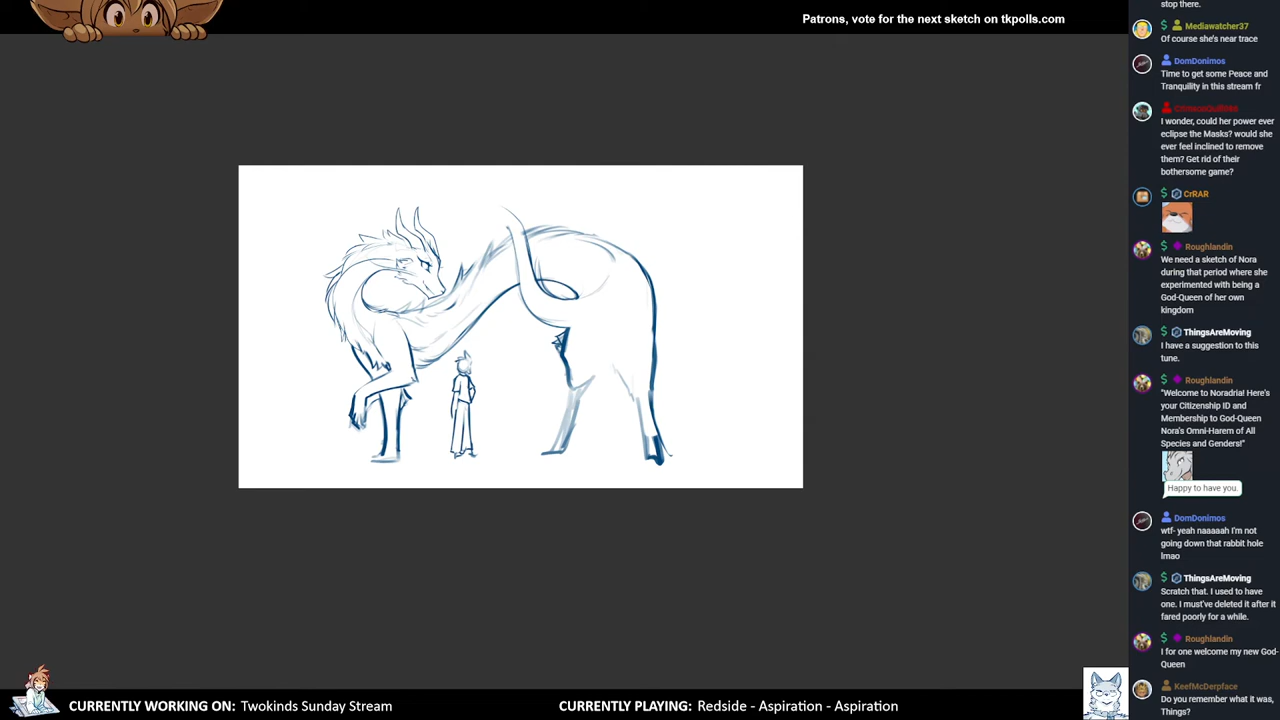 Patrons, vote for the next sketch on tkpolls.com
stop there.
Mediawatcher37
Of course she's near trace
DomDonimos
Time to get some Peace and
Tranquility in this stream fr
I wonder, could her power ever
eclipse the Masks? would she
ever feel inclined to remove
them? Get rid of their
bothersome game?
CrRAR
Roughlandin
We need a sketch of Nora
during that period where she
experimented with being a
God-Queen of her own
kingdom
ThingsAreMoving
I have a suggestion to this
tune.
Roughlandin
"Welcome to Noradria! Here's
your Citizenship ID and
Membership to God-Queen
Nora's Omni-Harem of All
Species and Genders!"
Happy to have you.
DomDonimos
wtf- yeah naaaaah I'm not
going down that rabbit hole
lmao
ThingsAreMoving
Scratch that. I used to have
one. I must've deleted it after it
fared poorly for a while.
Roughlandin
I for one welcome my new God-
Queen
KeefMcDerpface
Do you remember what it was,
Things?
CURRENTLY WORKING ON: Twokinds Sunday Stream
CURRENTLY PLAYING: Redside - Aspiration - Aspiration